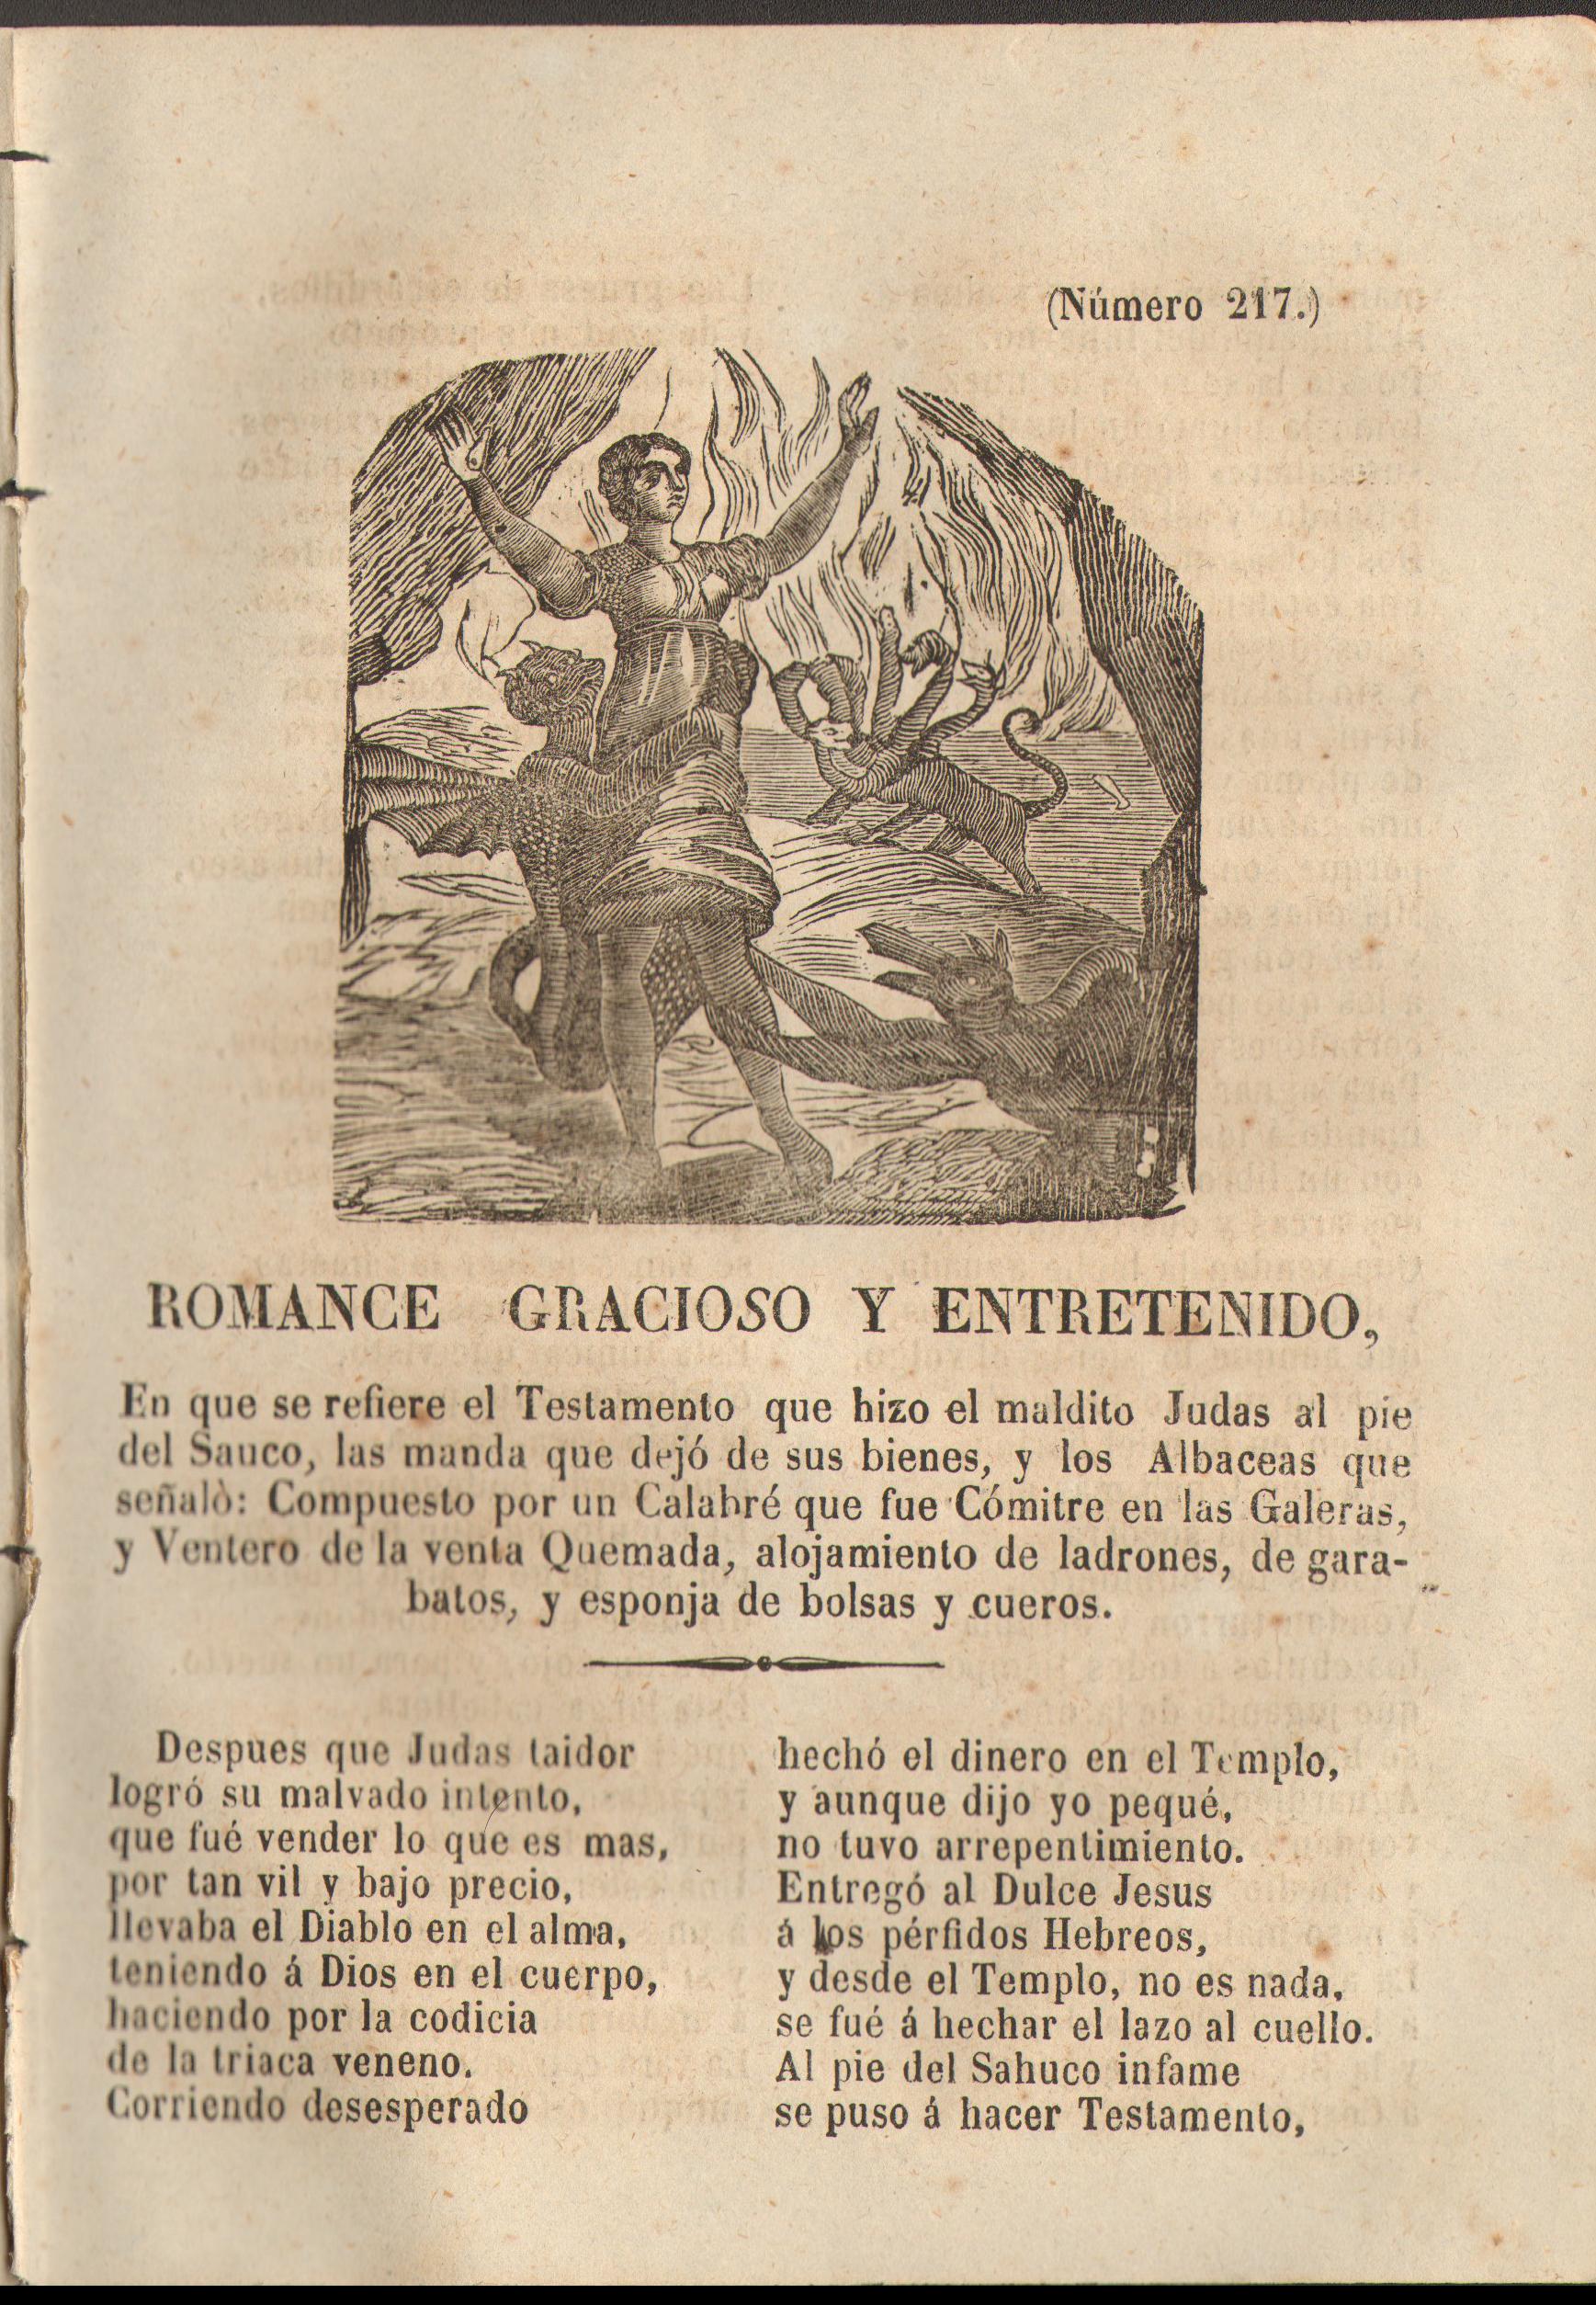 (Número 217.)
ROMANCE GRACIOSO Y ENTRETENIDO,
En que se refiere el Testamento que hizo el maldito Judas al pie
del Sauco, las manda que dejó de sus bienes, y los Albaceas que
señalò: Compuesto por un Calabré que fue Cómitre en las Galeras,
y Ventero de la venta Quemada, alojamiento de ladrones, de gara-
batos, y esponja de bolsas y cueros.
Despues que Judas taidor
logró su malvado intento,
que fué vender lo que es mas,
por tan vil y bajo precio,
llevaba el Diablo en el alma,
teniendo á Dios en el cuerpo,
haciendo por la codicia
de la triaca veneno.
Corriendo desesperado
hechó el dinero en el Templo,
y aunque dijo yo pequé,
no tuvo arrepentimiento.
Entregó al Dulce Jesus
á los pérfidos Hebreos,
y desde el Templo, no es nada,
se fué á hechar el lazo al cuello.
Al pie del Sahuco infame
se puso á hacer Testamento,